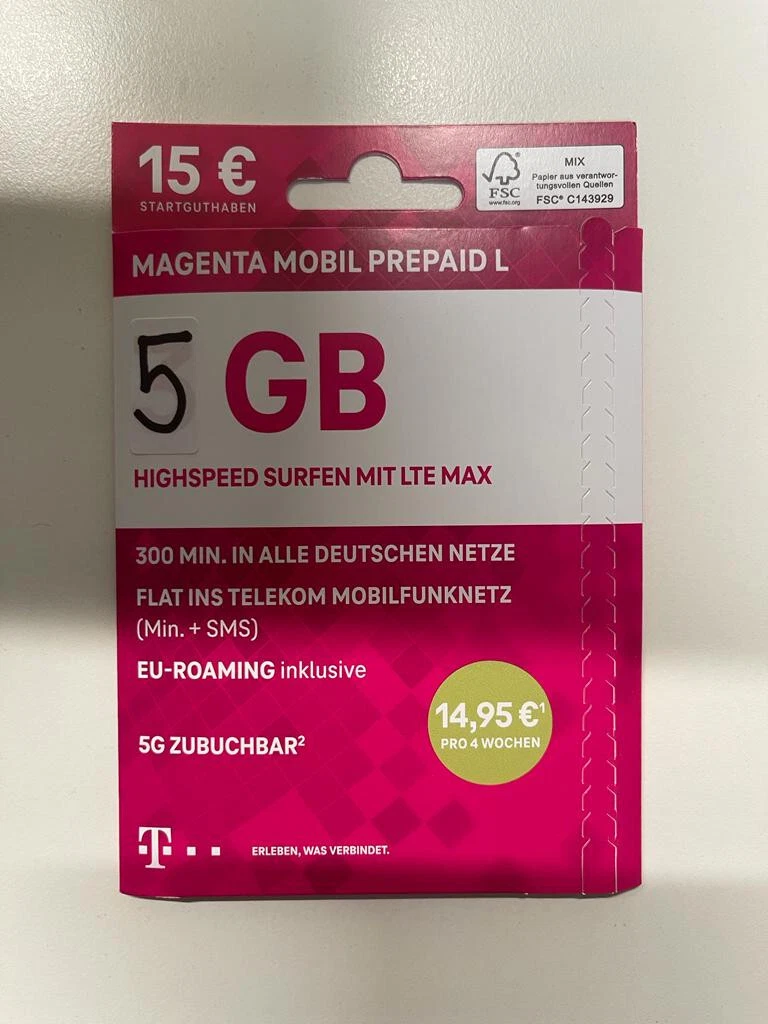 15 €
STARTGUTHABEN
FSC
www.fsc.org
MIX
Papier aus verantwor-
tungsvollen Quellen
FSC® C143929
MAGENTA MOBIL PREPAID L
5 GB
HIGHSPEED SURFEN MIT LTE MAX
300 MIN. IN ALLE DEUTSCHEN NETZE
FLAT INS TELEKOM MOBILFUNKNETZ
(Min. + SMS)
EU-ROAMING inklusive
14,95 €¹
PRO 4 WOCHEN
5G ZUBUCHBAR²
T
ERLEBEN, WAS VERBINDET.